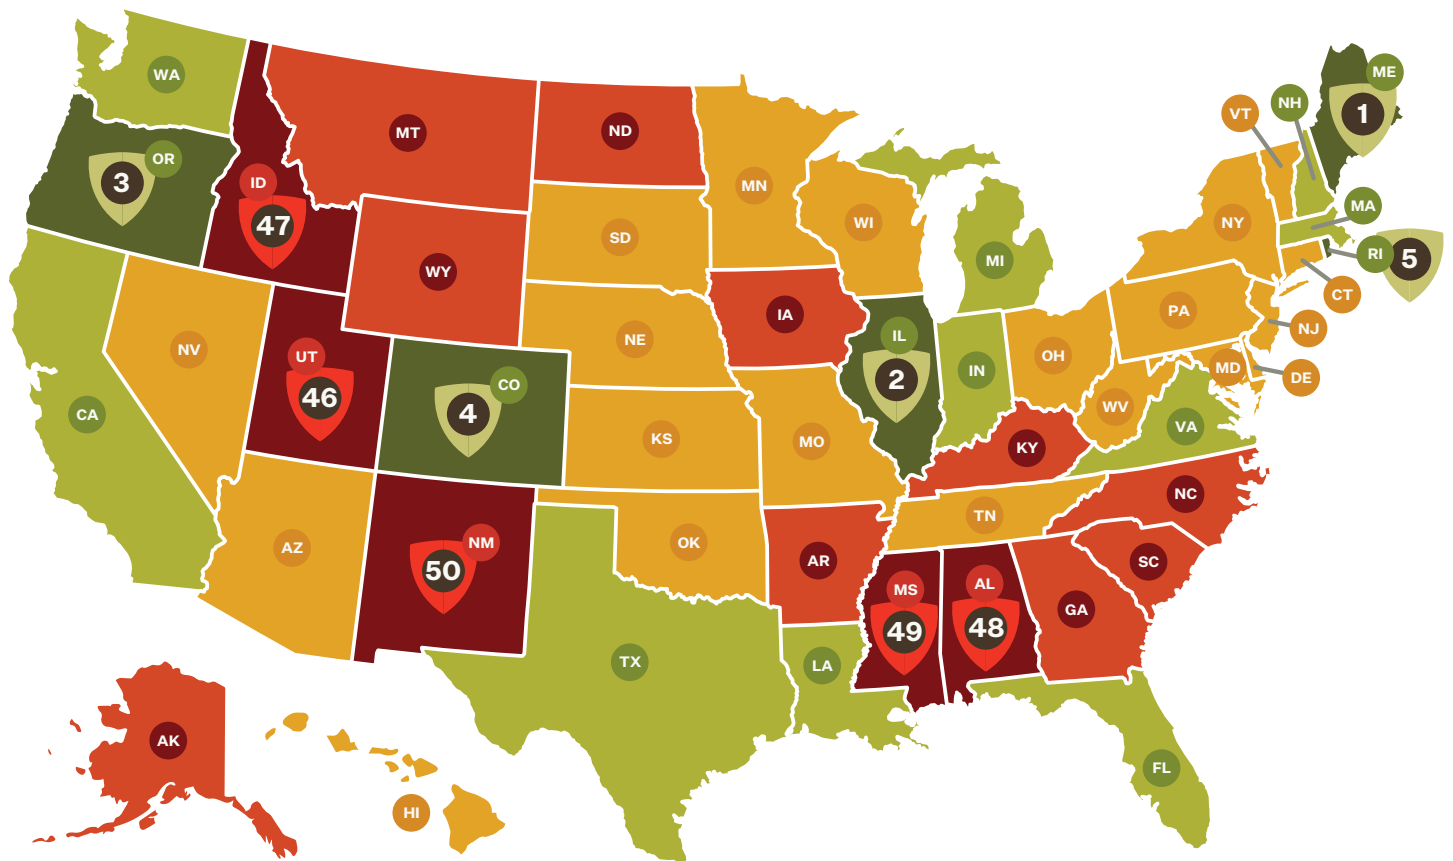 WA
ME
1
NH
VT
MT
ND
OR
3
ID
47
MN
MA
NY
WI
SD
RI
5
MI
WY
CT
PA
IA
NJ
NV
NE
IL
2
OH
UT
46
IN
MD
DE
CO
4
CA
WV
VA
KS
MO
KY
NC
TN
AZ
OK
NM
50
AR
SC
MS
49
AL
48
GA
TX
LA
AK
FL
HI